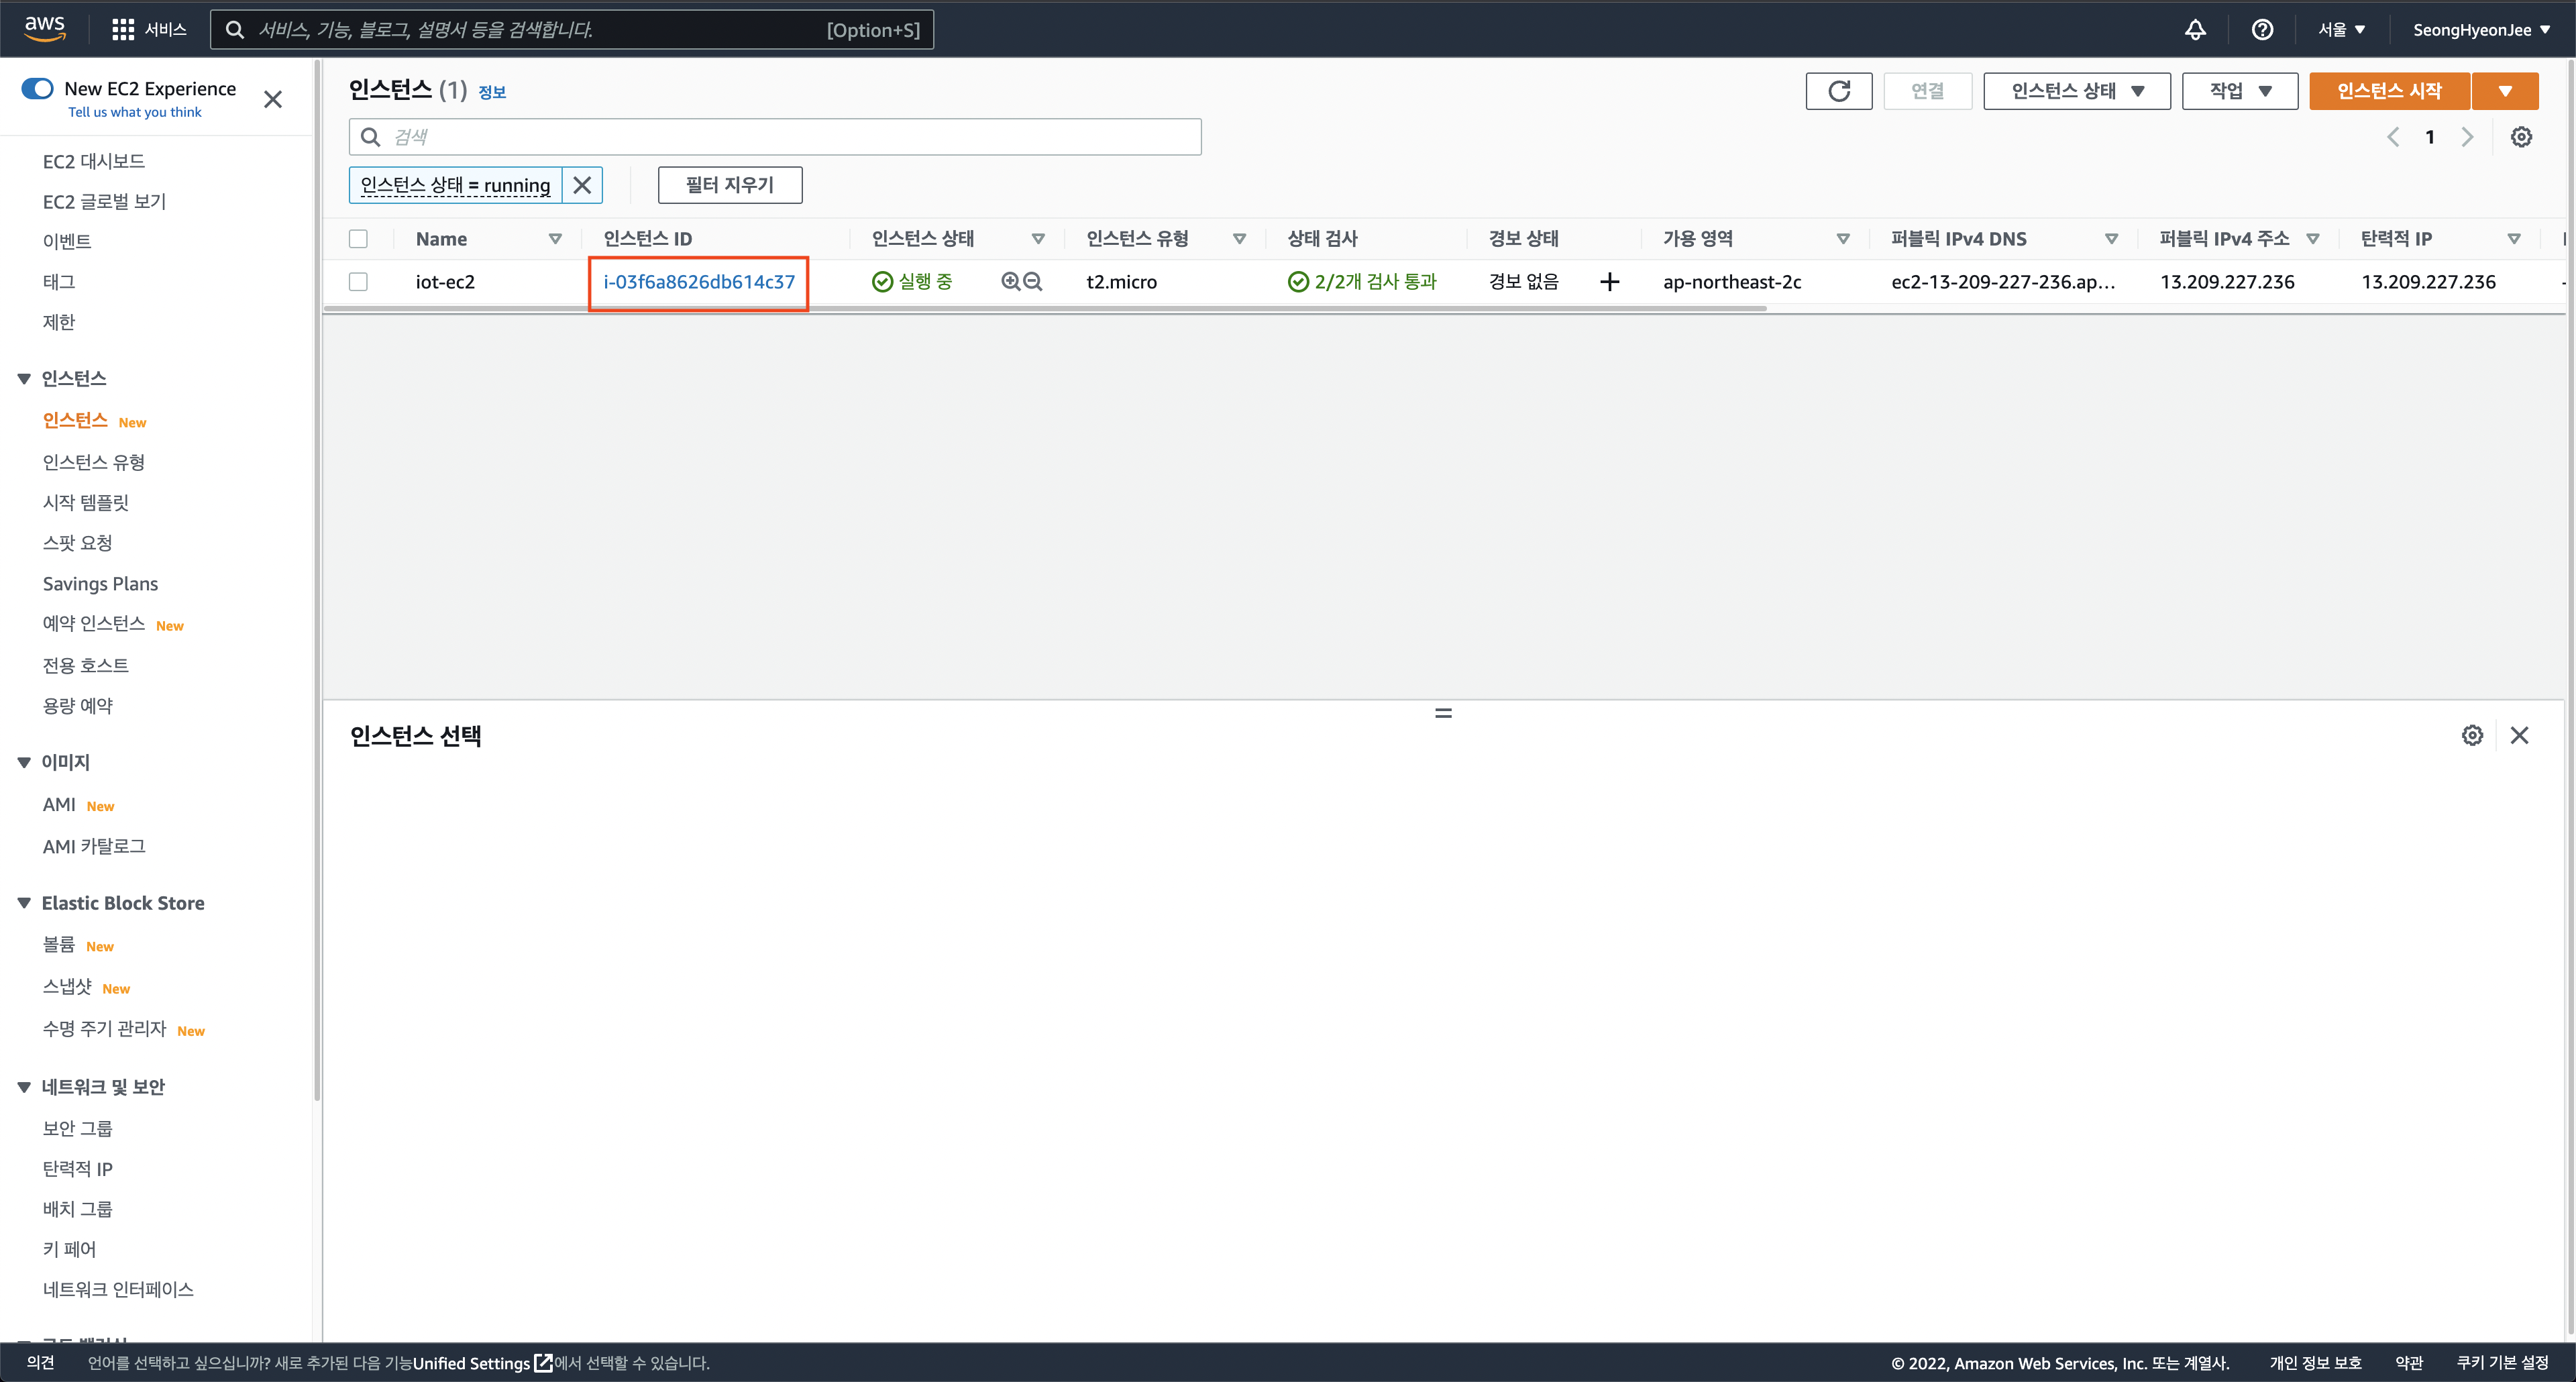 aws
서비스
서비스, 기능, 블로그, 설명서 등을 검색합니다.
[Option+S]
서울
SeongHyeonJee
New EC2 Experience
Tell us what you think
EC2 대시보드
EC2 글로벌 보기
이벤트
태그
제한
인스턴스
인스턴스 New
인스턴스 유형
시작 템플릿
스팟 요청
Savings Plans
예약 인스턴스 New
전용 호스트
용량 예약
이미지
AMI New
AMI 카탈로그
Elastic Block Store
볼륨 New
스냅샷 New
수명 주기 관리자 New
네트워크 및 보안
보안 그룹
탄력적 IP
배치 그룹
키 페어
네트워크 인터페이스
인스턴스 (1) 정보
연결
인스턴스 상태
작업
인스턴스 시작
검색
1
인스턴스 상태 = running
필터 지우기
Name 인스턴스 ID 인스턴스 상태 인스턴스 유형 상태 검사 경보 상태 가용 영역 퍼블릭 IPv4 DNS 퍼블릭 IPv4 주소 탄력적 IP
iot-ec2 i-03f6a8626db614c37 실행 중 t2.micro 2/2개 검사 통과 경보 없음 ap-northeast-2c ec2-13-209-227-236.ap... 13.209.227.236 13.209.227.236
인스턴스 선택
의견 언어를 선택하고 싶으십니까? 새로 추가된 다음 기능Unified Settings에서 선택할 수 있습니다. © 2022, Amazon Web Services, Inc. 또는 계열사. 개인 정보 보호 약관 쿠키 기본 설정